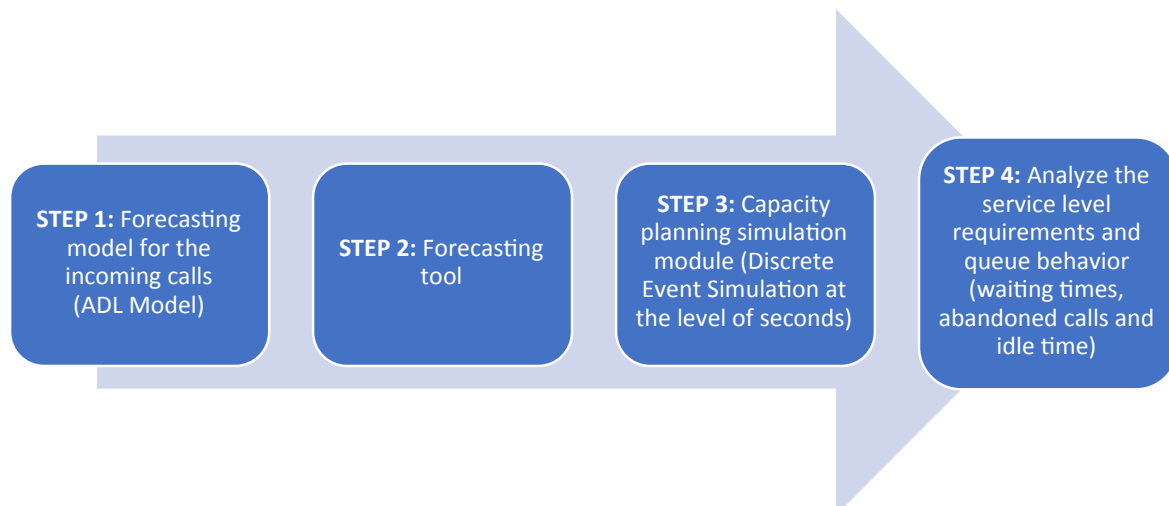 STEP 1: Forecasting
model for the
incoming calls
(ADL Model)
STEP 2: Forecasting
tool
STEP 3: Capacity
planning simulation
module (Discrete
Event Simulation at
the level of seconds)
STEP 4: Analyze the
service level
requirements and
queue behavior
(waiting times,
abandoned calls and
idle time)